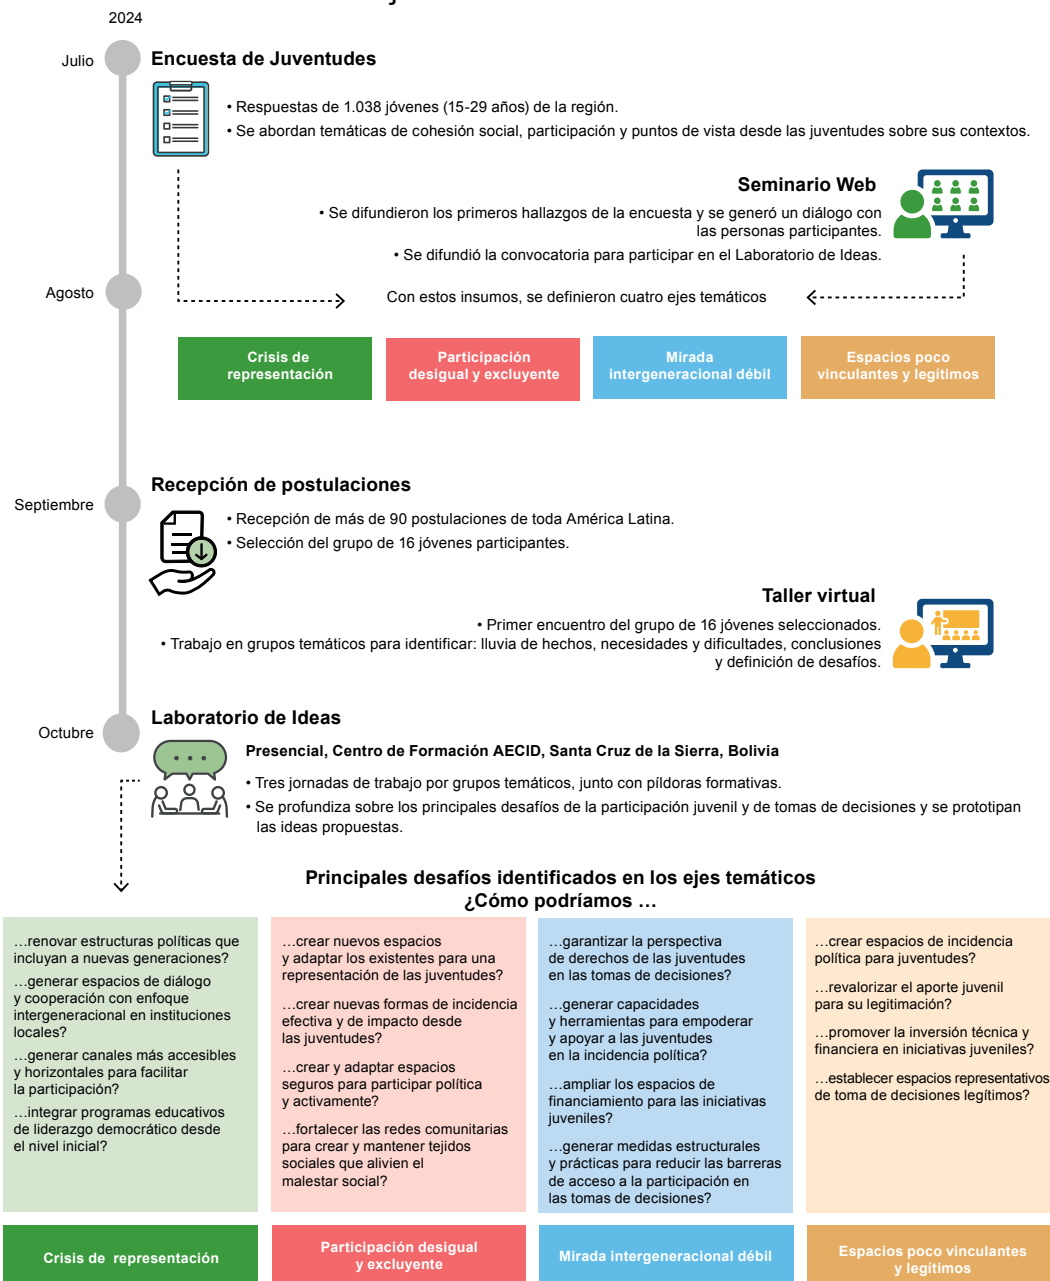 2024
Julio
Encuesta de Juventudes
• Respuestas de 1.038 jóvenes (15-29 años) de la región.
• Se abordan temáticas de cohesión social, participación y puntos de vista desde las juventudes sobre sus contextos.
Seminario Web
• Se difundieron los primeros hallazgos de la encuesta y se generó un diálogo con
las personas participantes.
• Se difundió la convocatoria para participar en el Laboratorio de Ideas.
Agosto
Con estos insumos, se definieron cuatro ejes temáticos
Crisis de
representación
Participación
desigual y excluyente
Mirada
intergeneracional débil
Espacios poco
vinculantes y legítimos
Septiembre
Recepción de postulaciones
• Recepción de más de 90 postulaciones de toda América Latina.
• Selección del grupo de 16 jóvenes participantes.
Taller virtual
• Primer encuentro del grupo de 16 jóvenes seleccionados.
• Trabajo en grupos temáticos para identificar: lluvia de hechos, necesidades y dificultades, conclusiones
y definición de desafíos.
Octubre
Laboratorio de Ideas
Presencial, Centro de Formación AECID, Santa Cruz de la Sierra, Bolivia
• Tres jornadas de trabajo por grupos temáticos, junto con píldoras formativas.
• Se profundiza sobre los principales desafíos de la participación juvenil y de tomas de decisiones y se prototipan
las ideas propuestas.
Principales desafíos identificados en los ejes temáticos
¿Cómo podríamos …
…renovar estructuras políticas que
incluyan a nuevas generaciones?
…generar espacios de diálogo
y cooperación con enfoque
intergeneracional en instituciones
locales?
…generar canales más accesibles
y horizontales para facilitar
la participación?
…integrar programas educativos
de liderazgo democrático desde
el nivel inicial?
…crear nuevos espacios
y adaptar los existentes para una
representación de las juventudes?
…crear nuevas formas de incidencia
efectiva y de impacto desde
las juventudes?
…crear y adaptar espacios
seguros para participar política
y activamente?
…fortalecer las redes comunitarias
para crear y mantener tejidos
sociales que alivien el
malestar social?
…garantizar la perspectiva
de derechos de las juventudes
en las tomas de decisiones?
…generar capacidades
y herramientas para empoderar
y apoyar a las juventudes
en la incidencia política?
…ampliar los espacios de
financiamiento para las iniciativas
juveniles?
…generar medidas estructurales
y prácticas para reducir las barreras
de acceso a la participación en
las tomas de decisiones?
…crear espacios de incidencia
política para juventudes?
…revalorizar el aporte juvenil
para su legitimación?
…promover la inversión técnica y
financiera en iniciativas juveniles?
…establecer espacios representativos
de toma de decisiones legítimos?
Crisis de representación
Participación desigual
y excluyente
Mirada intergeneracional débil
Espacios poco vinculantes
y legítimos